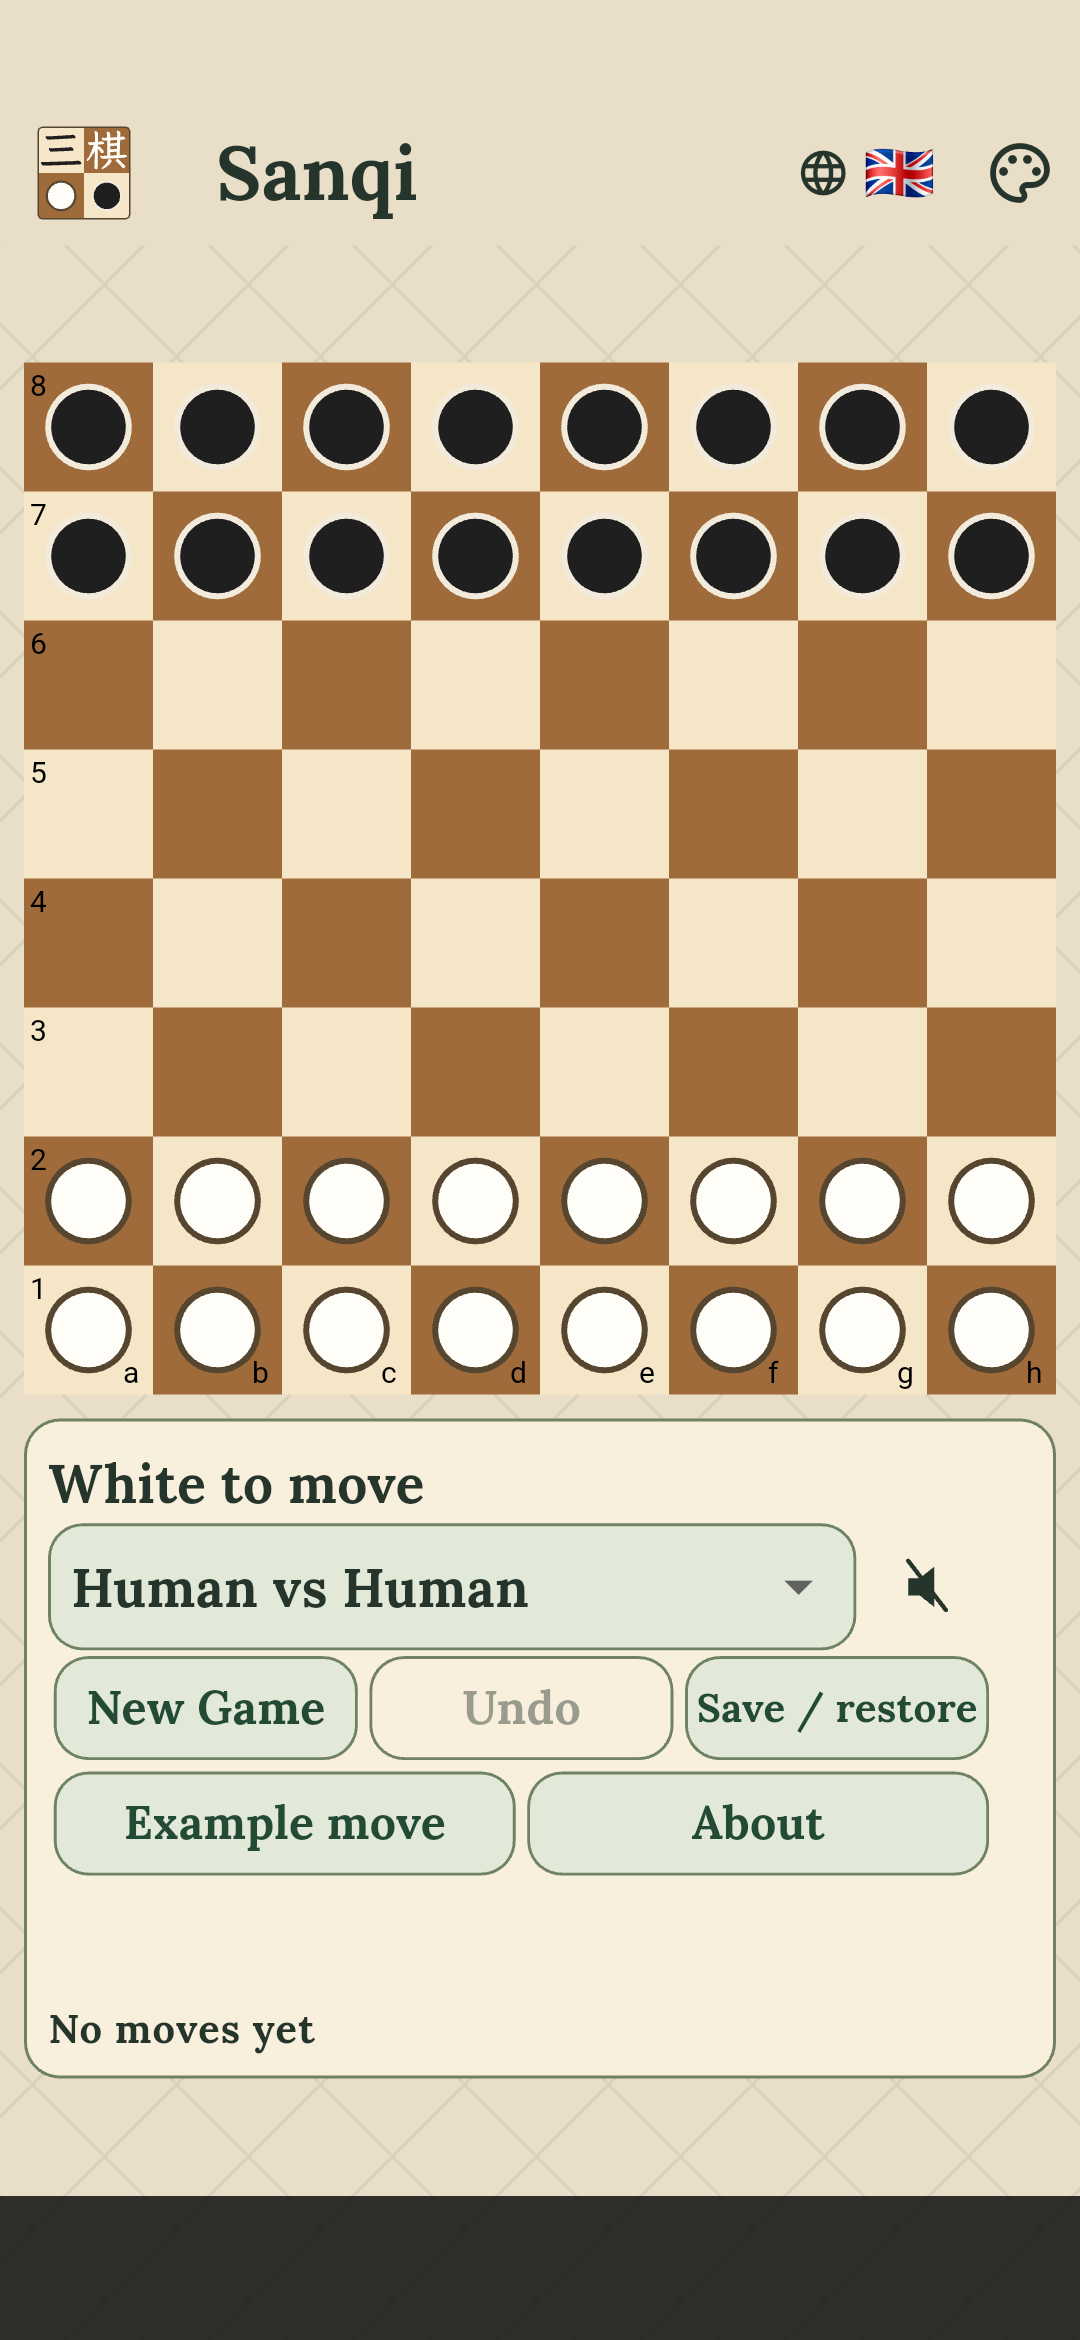 三棋
Sanqi
8
7
6
5
4
3
2
1
a b c d e f g h
White to move
Human vs Human
New Game Undo Save / restore
Example move About
No moves yet